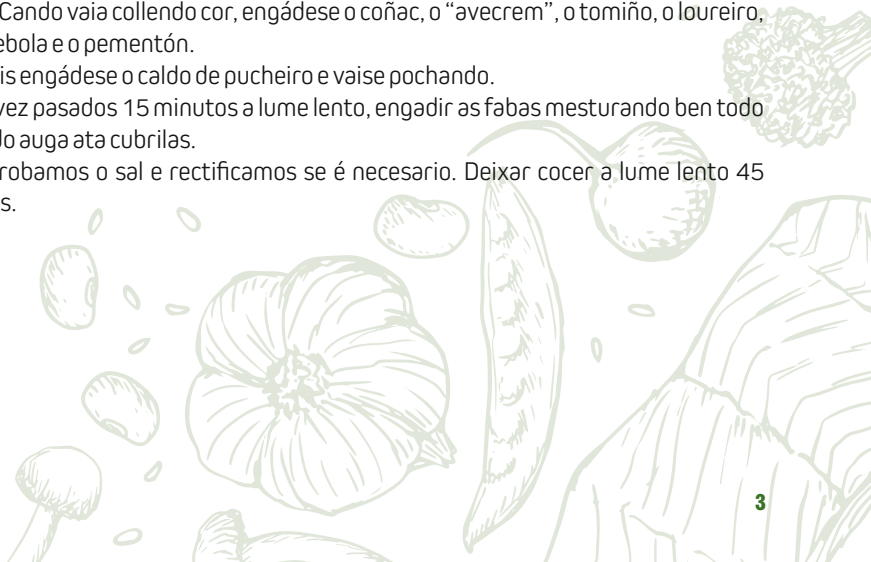 Cando vaia collendo cor, engádese o coñac, o “avecrem”, o tomiño, o loureiro,
ebola e o pementón.
is engádese o caldo de pucheiro e vaise pochando.
vez pasados 15 minutos a lume lento, engadir as fabas mesturando ben todo
do auga ata cubrilas.
robamos o sal e rectificamos se é necesario. Deixar cocer a lume lento 45
s.
3